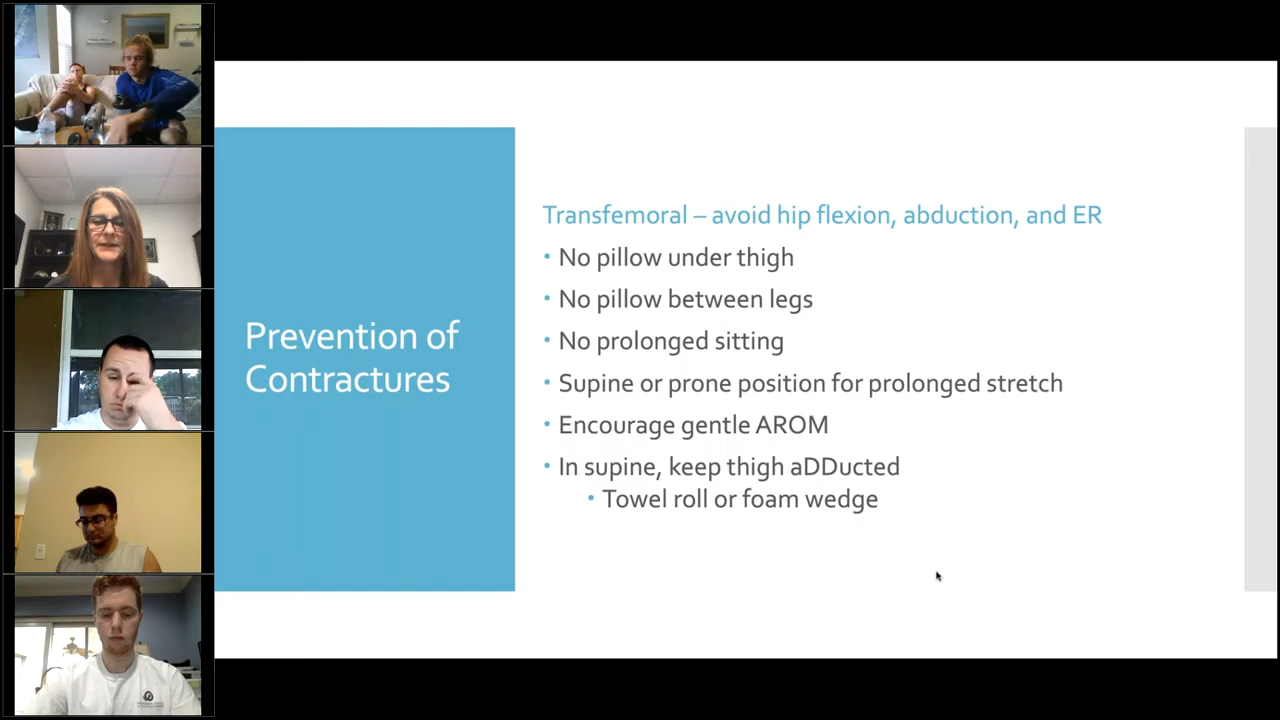 Prevention of
Contractures
Transfemoral – avoid hip flexion, abduction, and ER
• No pillow under thigh
• No pillow between legs
• No prolonged sitting
• Supine or prone position for prolonged stretch
• Encourage gentle AROM
• In supine, keep thigh aDDucted
• Towel roll or foam wedge